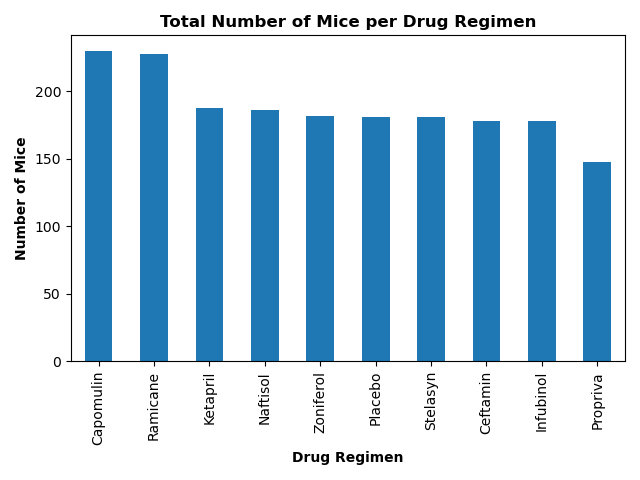 Total Number of Mice per Drug Regimen
Number of Mice
200
150
100
50
0
Capomulin
Ramicane
Ketapril
Naftisol
Zoniferol
Placebo
Stelasyn
Ceftamin
Infubinol
Propriva
Drug Regimen